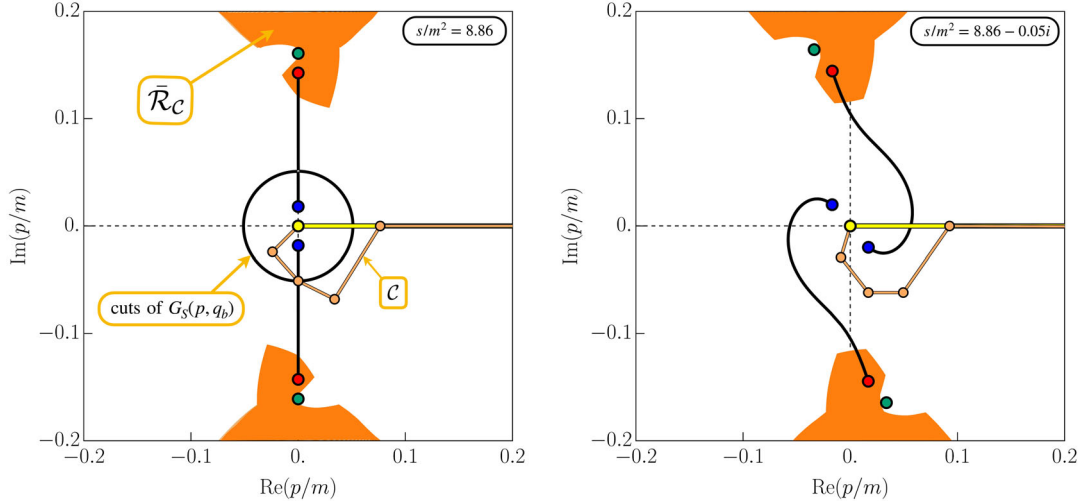 0.2
0.1
0.
−0.1
−0.2
Im(p/m)
s/m² = 8.86
R̄_C
cuts of G_S(p, q_b)
C
−0.2
−0.1
0.
0.1
0.2
Re(p/m)
0.2
0.1
0.
−0.1
−0.2
Im(p/m)
s/m² = 8.86 − 0.05i
−0.2
−0.1
0.
0.1
0.2
Re(p/m)